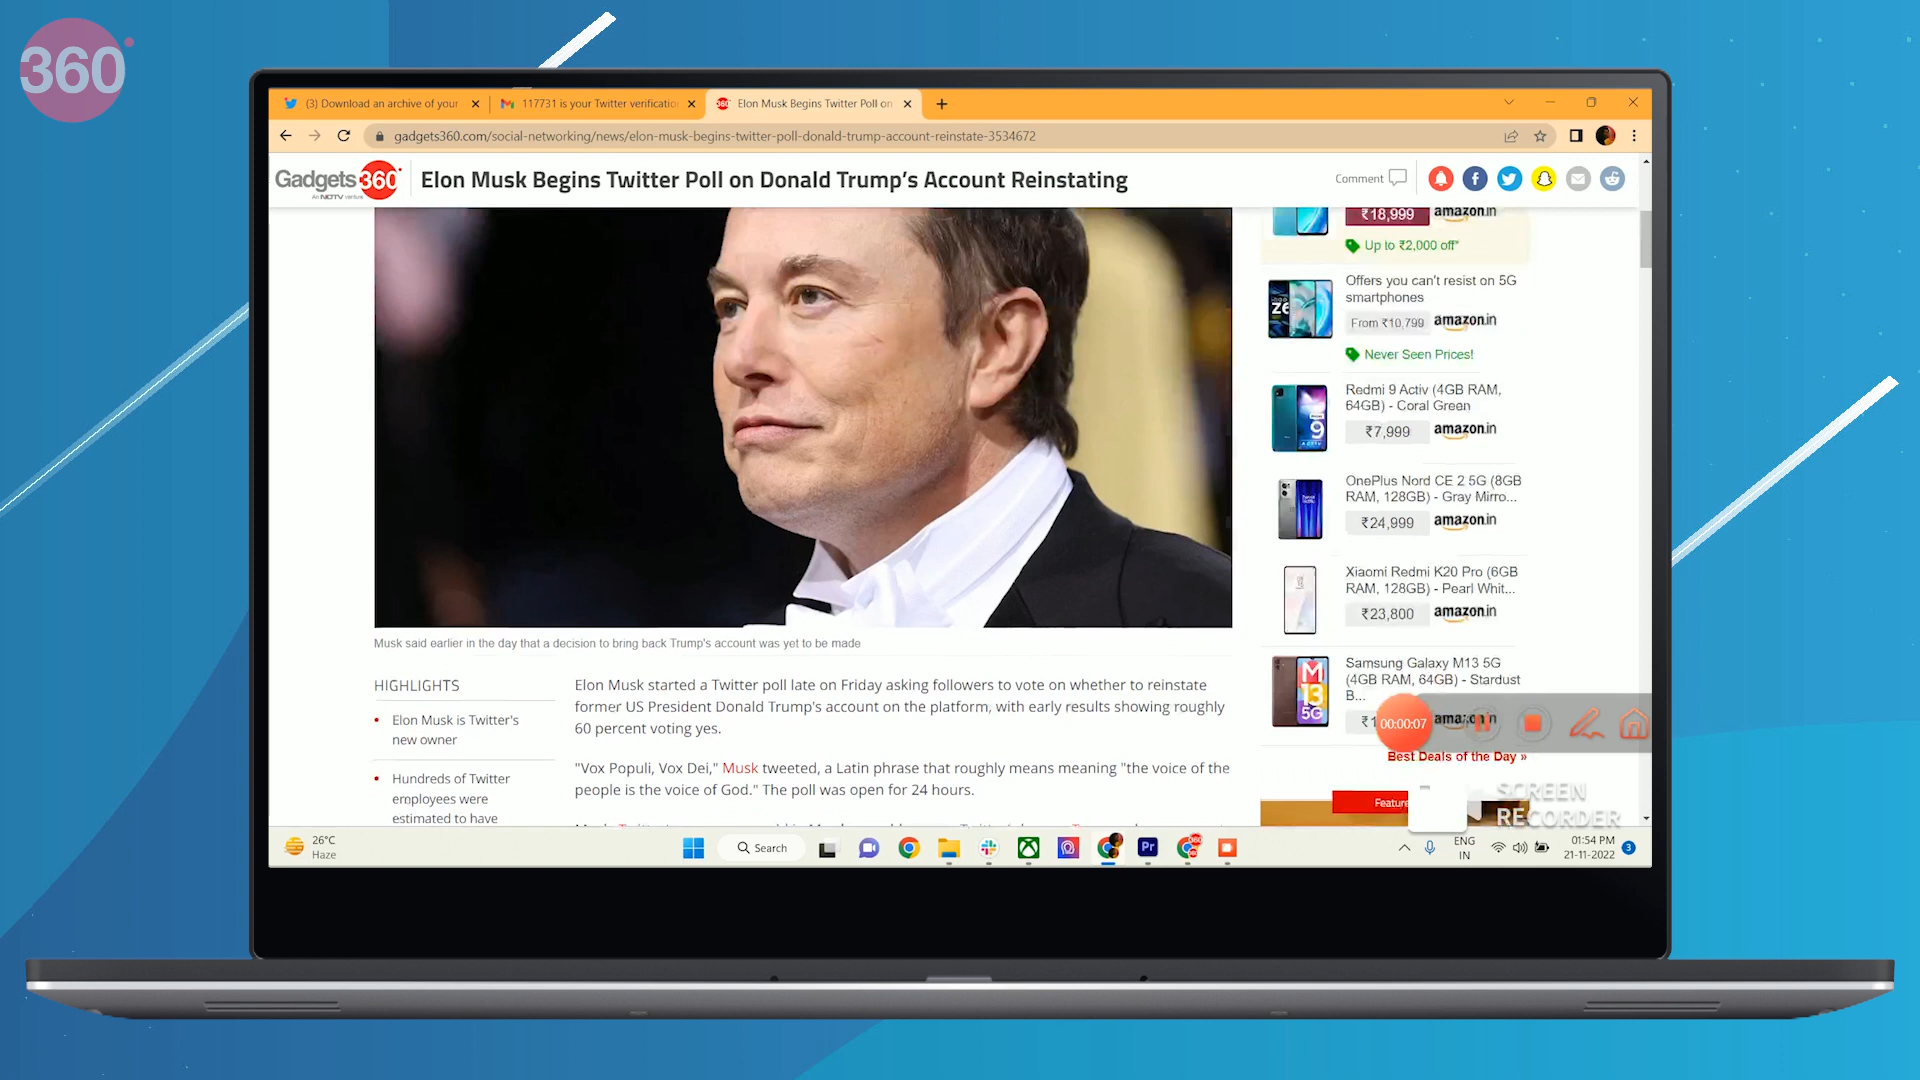 360
(3) Download an archive of your
117731 is your Twitter verificatio
Elon Musk Begins Twitter Poll on
gadgets360.com/social-networking/news/elon-musk-begins-twitter-poll-donald-trump-account-reinstate-3534672
Gadgets 360
An NDTV venture
Elon Musk Begins Twitter Poll on Donald Trump's Account Reinstating
Comment
₹18,999 amazon.in
Up to ₹2,000 off*
Offers you can't resist on 5G
smartphones
From ₹10,799 amazon.in
Never Seen Prices!
Redmi 9 Activ (4GB RAM,
64GB) - Coral Green
₹7,999 amazon.in
OnePlus Nord CE 2 5G (8GB
RAM, 128GB) - Gray Mirro...
₹24,999 amazon.in
Xiaomi Redmi K20 Pro (6GB
RAM, 128GB) - Pearl Whit...
₹23,800 amazon.in
Samsung Galaxy M13 5G
(4GB RAM, 64GB) - Stardust
B...
M
13
5G
00:00:07
amazon.in
Best Deals of the Day »
Feature
SCREEN
RECORDER
Musk said earlier in the day that a decision to bring back Trump's account was yet to be made
HIGHLIGHTS
Elon Musk is Twitter's
new owner
Hundreds of Twitter
employees were
estimated to have
Elon Musk started a Twitter poll late on Friday asking followers to vote on whether to reinstate
former US President Donald Trump's account on the platform, with early results showing roughly
60 percent voting yes.
"Vox Populi, Vox Dei," Musk tweeted, a Latin phrase that roughly means meaning "the voice of the
people is the voice of God." The poll was open for 24 hours.
26°C
Haze
Search
Pr
ENG
IN
01:54 PM
21-11-2022
3